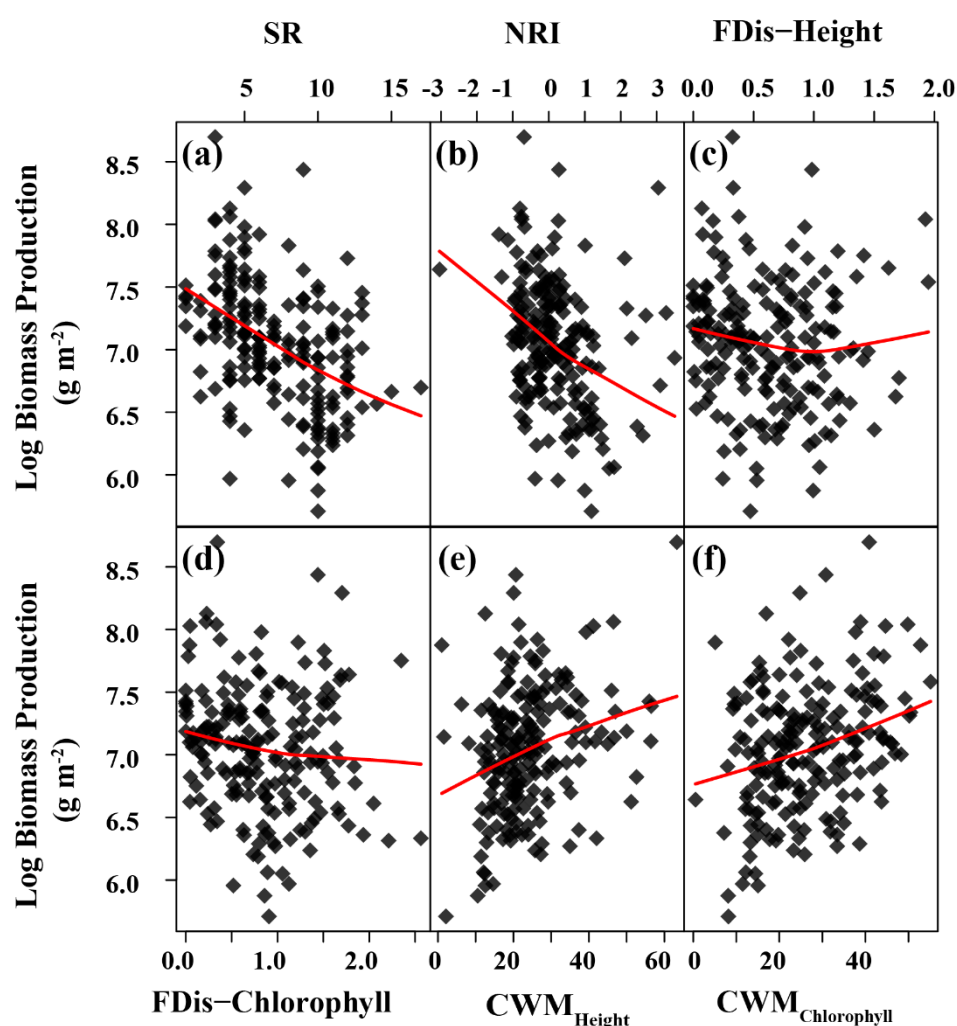 SR NRI FDis−Height
5 10 15 -3 -2 -1 0 1 2 3 0.0 0.5 1.0 1.5 2.0
(a) (b) (c)
8.5
8.0
7.5
7.0
6.5
6.0
Log Biomass Production
(g m-2)
(d) (e) (f)
8.5
8.0
7.5
7.0
6.5
6.0
Log Biomass Production
(g m-2)
0.0 1.0 2.0 0 20 40 60 0 20 40
FDis−Chlorophyll CWMHeight CWMChlorophyll